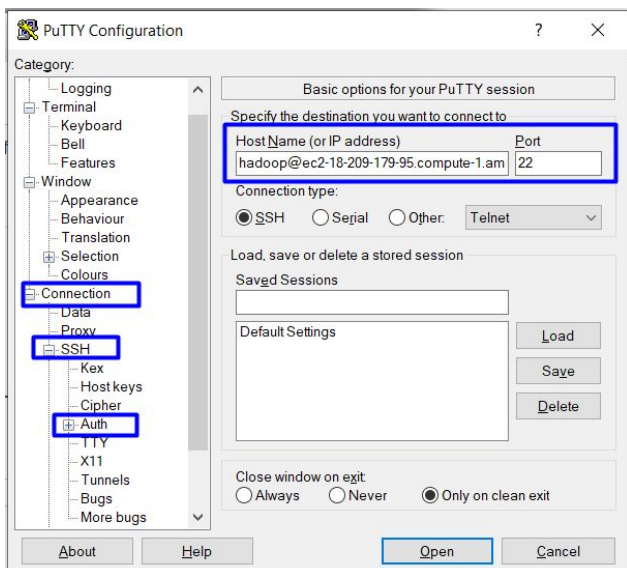 PuTTY Configuration
?
Category:
Logging
Terminal
Keyboard
Bell
Features
Window
Appearance
Behaviour
Translation
Selection
Colours
Connection
Data
Proxy
SSH
Kex
Host keys
Cipher
Auth
TTY
X11
Tunnels
Bugs
More bugs
Basic options for your PuTTY session
Specify the destination you want to connect to
Host Name (or IP address) Port
hadoop@ec2-18-209-179-95.compute-1.am 22
Connection type:
SSH Serial Other: Telnet
Load, save or delete a stored session
Saved Sessions
Default Settings
Load
Save
Delete
Close window on exit:
Always Never Only on clean exit
About Help Open Cancel